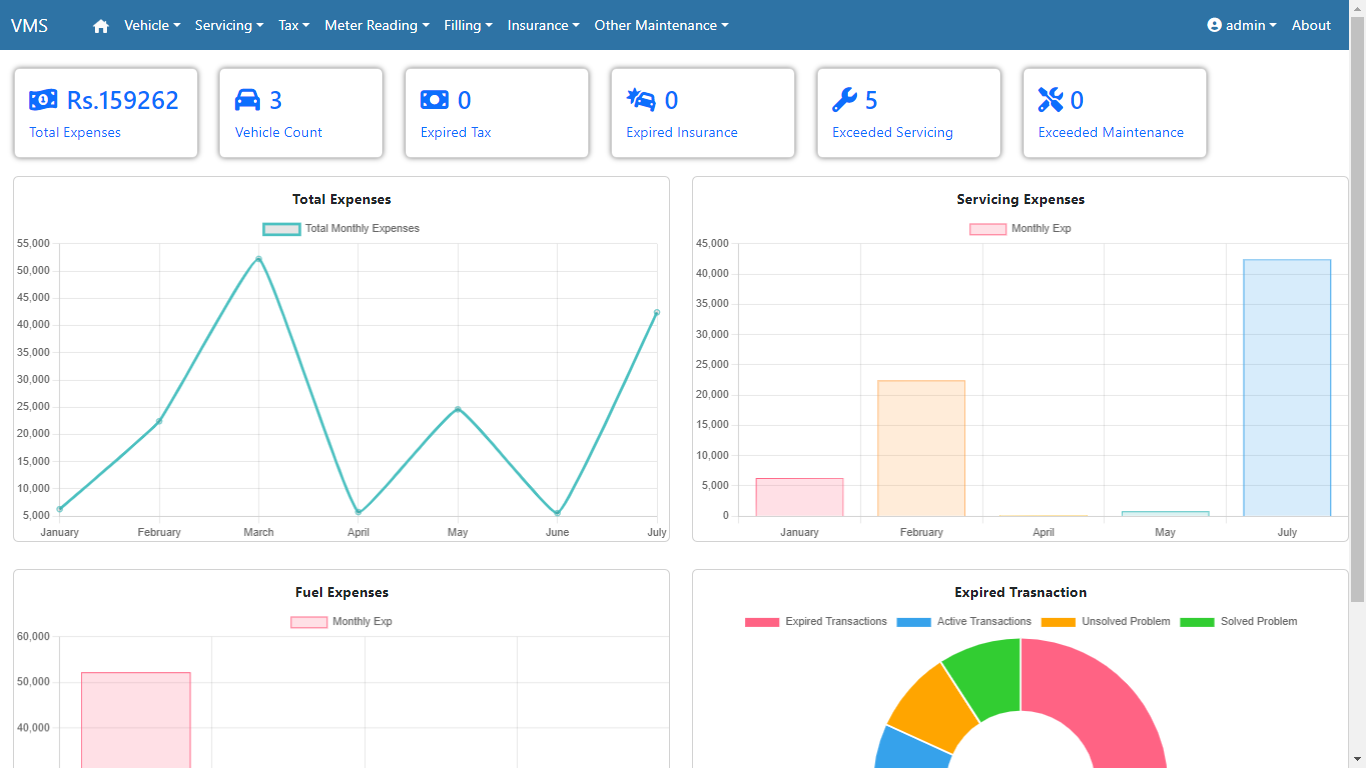 VMS Vehicle Servicing Tax Meter Reading Filling Insurance Other Maintenance admin About
Rs.159262
Total Expenses
3
Vehicle Count
0
Expired Tax
0
Expired Insurance
5
Exceeded Servicing
0
Exceeded Maintenance
Total Expenses
Total Monthly Expenses
55,000
50,000
45,000
40,000
35,000
30,000
25,000
20,000
15,000
10,000
5,000
January February March April May June July
Servicing Expenses
Monthly Exp
45,000
40,000
35,000
30,000
25,000
20,000
15,000
10,000
5,000
0
January February April May July
Fuel Expenses
Monthly Exp
60,000
50,000
40,000
Expired Trasnaction
Expired Transactions Active Transactions Unsolved Problem Solved Problem